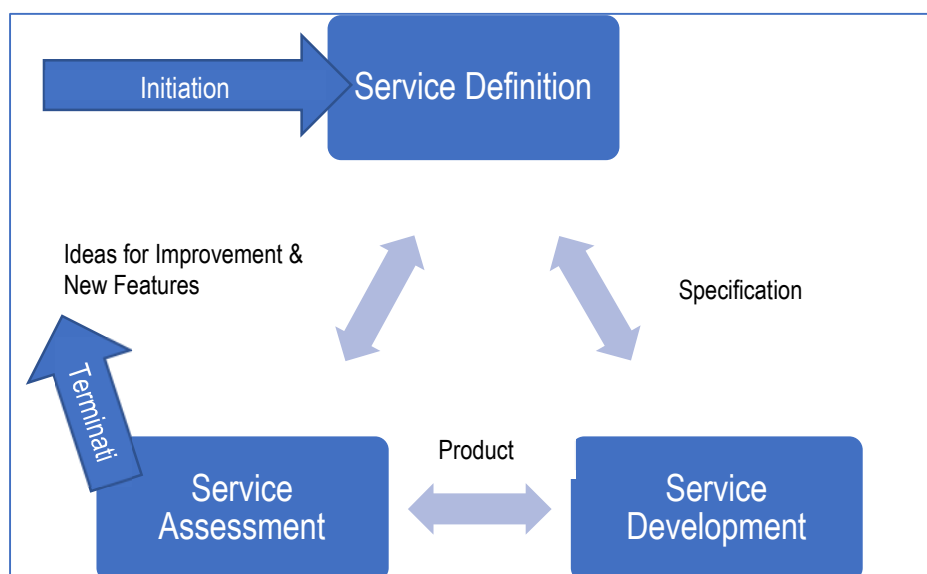 Initiation
Service Definition
Ideas for Improvement &
New Features
Specification
Terminati
Product
Service
Assessment
Service
Development